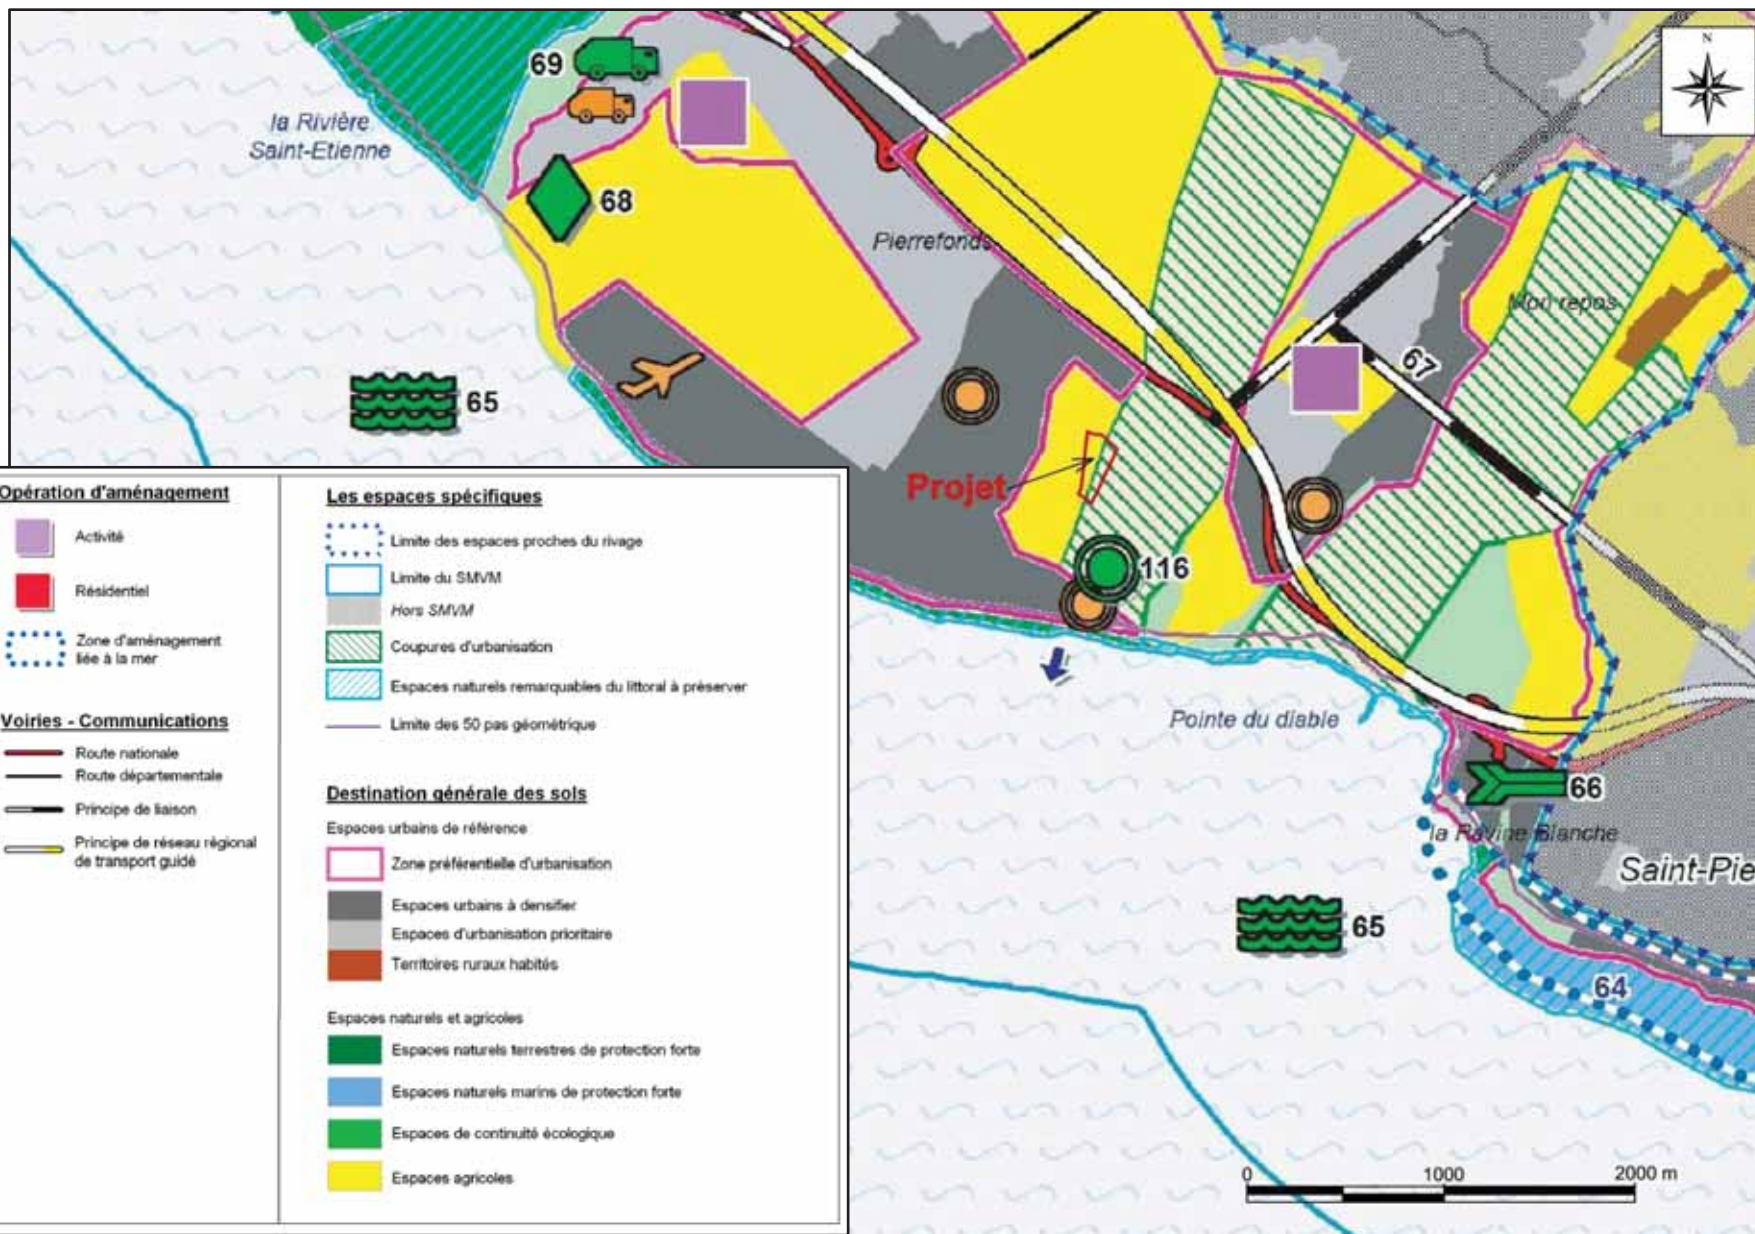 N
69
la Rivière
Saint-Etienne
68
Pierrefonds
Mon repos
67
65
Projet
116
Pointe du diable
66
la Ravine Blanche
Saint-Pie
65
64
0 1000 2000 m
Opération d'aménagement
Activité
Résidentiel
Zone d'aménagement
liée à la mer
Voiries - Communications
Route nationale
Route départementale
Principe de liaison
Principe de réseau régional
de transport guidé
Les espaces spécifiques
Limite des espaces proches du rivage
Limite du SMVM
Hors SMVM
Coupures d'urbanisation
Espaces naturels remarquables du littoral à préserver
Limite des 50 pas géométrique
Destination générale des sols
Espaces urbains de référence
Zone préférentielle d'urbanisation
Espaces urbains à densifier
Espaces d'urbanisation prioritaire
Territoires ruraux habités
Espaces naturels et agricoles
Espaces naturels terrestres de protection forte
Espaces naturels marins de protection forte
Espaces de continuité écologique
Espaces agricoles